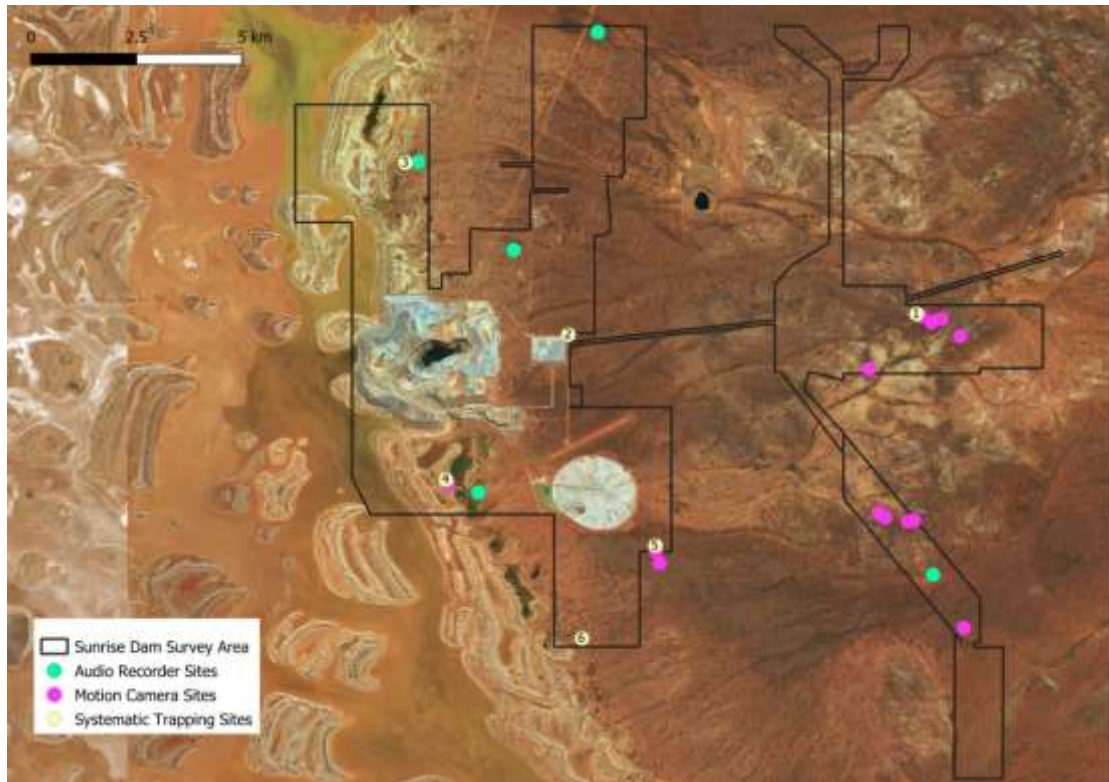 0 2.5 5 km
3
2
1
4
5
6
Sunrise Dam Survey Area
Audio Recorder Sites
Motion Camera Sites
Systematic Trapping Sites